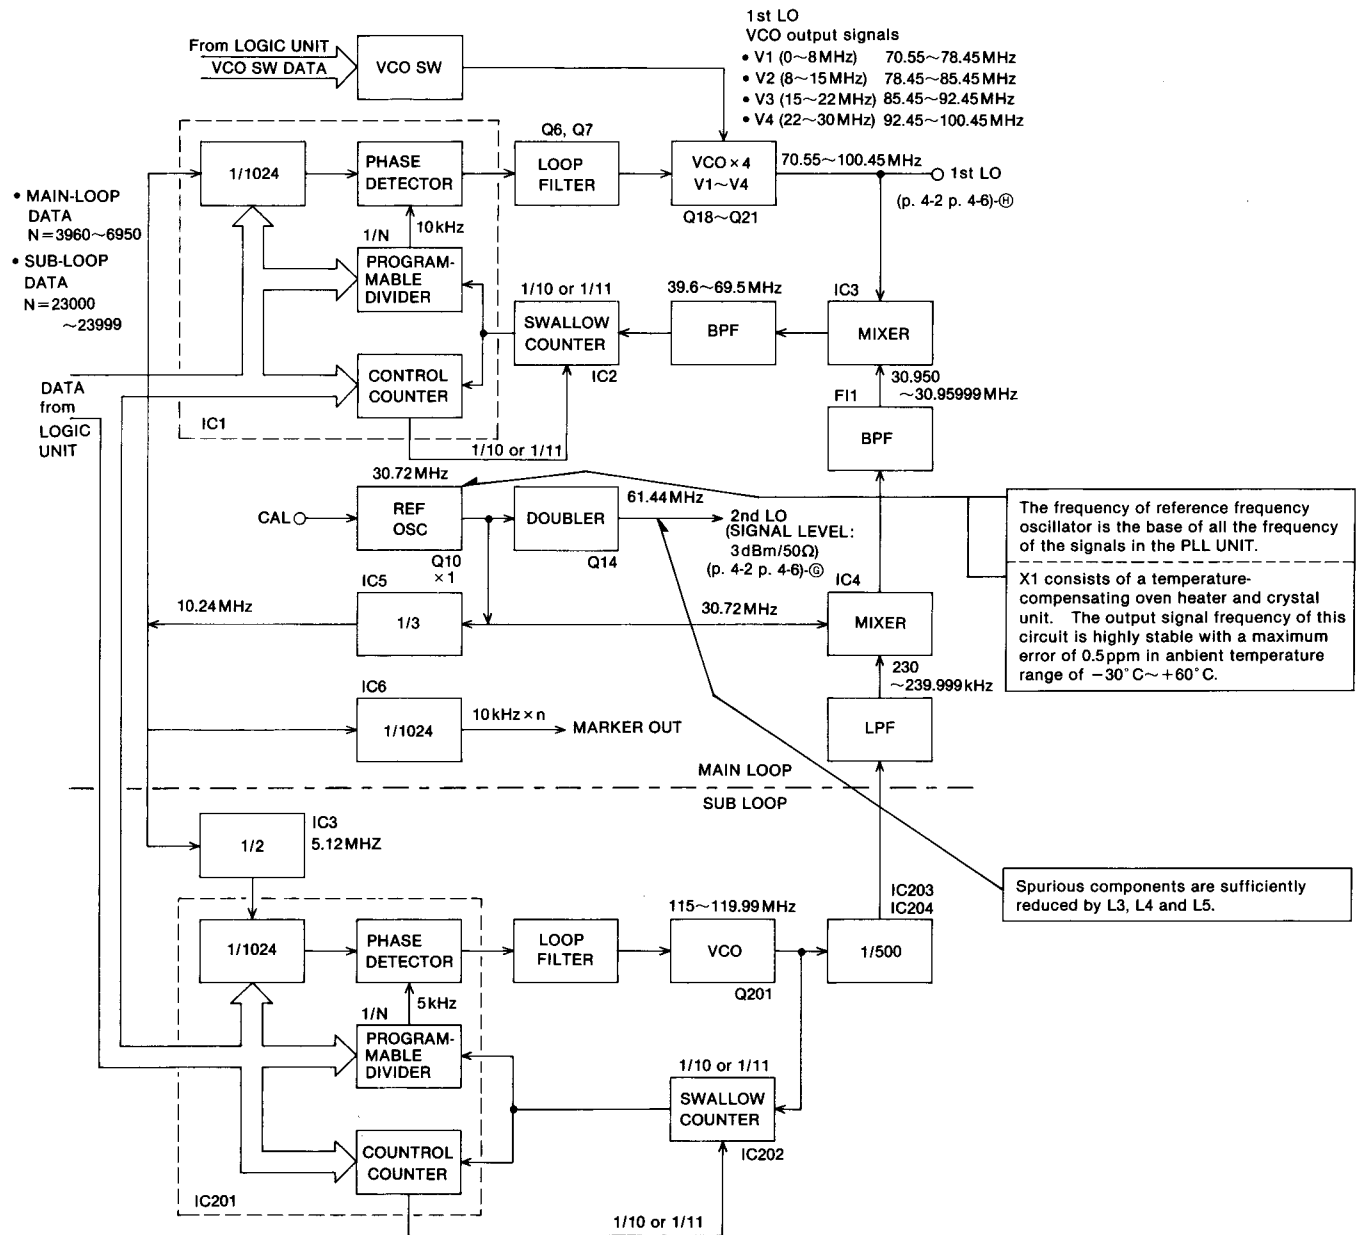 1st LO
VCO output signals
• V1 (0~8MHz) 70.55~78.45MHz
• V2 (8~15MHz) 78.45~85.45MHz
• V3 (15~22MHz) 85.45~92.45MHz
• V4 (22~30MHz) 92.45~100.45MHz
From LOGIC UNIT
VCO SW DATA
VCO SW
Q6, Q7
1/1024
PHASE
DETECTOR
LOOP
FILTER
VCO×4
V1~V4
Q18~Q21
70.55~100.45MHz
1st LO
(p. 4-2 p. 4-6)-Ⓗ
• MAIN-LOOP
DATA
N=3960~6950
• SUB-LOOP
DATA
N=23000
~23999
10kHz
1/N
PROGRAM-
MABLE
DIVIDER
1/10 or 1/11
SWALLOW
COUNTER
IC2
39.6~69.5MHz
BPF
IC3
MIXER
CONTROL
COUNTER
IC1
1/10 or 1/11
30.950
~30.95999MHz
FI1
BPF
DATA
from
LOGIC
UNIT
30.72MHz
CAL
REF
OSC
Q10
×1
DOUBLER
Q14
61.44MHz
2nd LO
(SIGNAL LEVEL:
3dBm/50Ω)
(p. 4-2 p. 4-6)-Ⓖ
The frequency of reference frequency
oscillator is the base of all the frequency
of the signals in the PLL UNIT.
X1 consists of a temperature-
compensating oven heater and crystal
unit. The output signal frequency of this
circuit is highly stable with a maximum
error of 0.5ppm in anbient temperature
range of −30°C~+60°C.
10.24MHz
IC5
1/3
30.72MHz
IC4
MIXER
230
~239.999kHz
IC6
1/1024
10kHz×n
MARKER OUT
LPF
MAIN LOOP
SUB LOOP
IC3
1/2
5.12MHZ
Spurious components are sufficiently
reduced by L3, L4 and L5.
1/1024
PHASE
DETECTOR
LOOP
FILTER
115~119.99MHz
VCO
Q201
IC203
IC204
1/500
5kHz
1/N
PROGRAM-
MABLE
DIVIDER
1/10 or 1/11
SWALLOW
COUNTER
IC202
COUNTROL
COUNTER
IC201
1/10 or 1/11